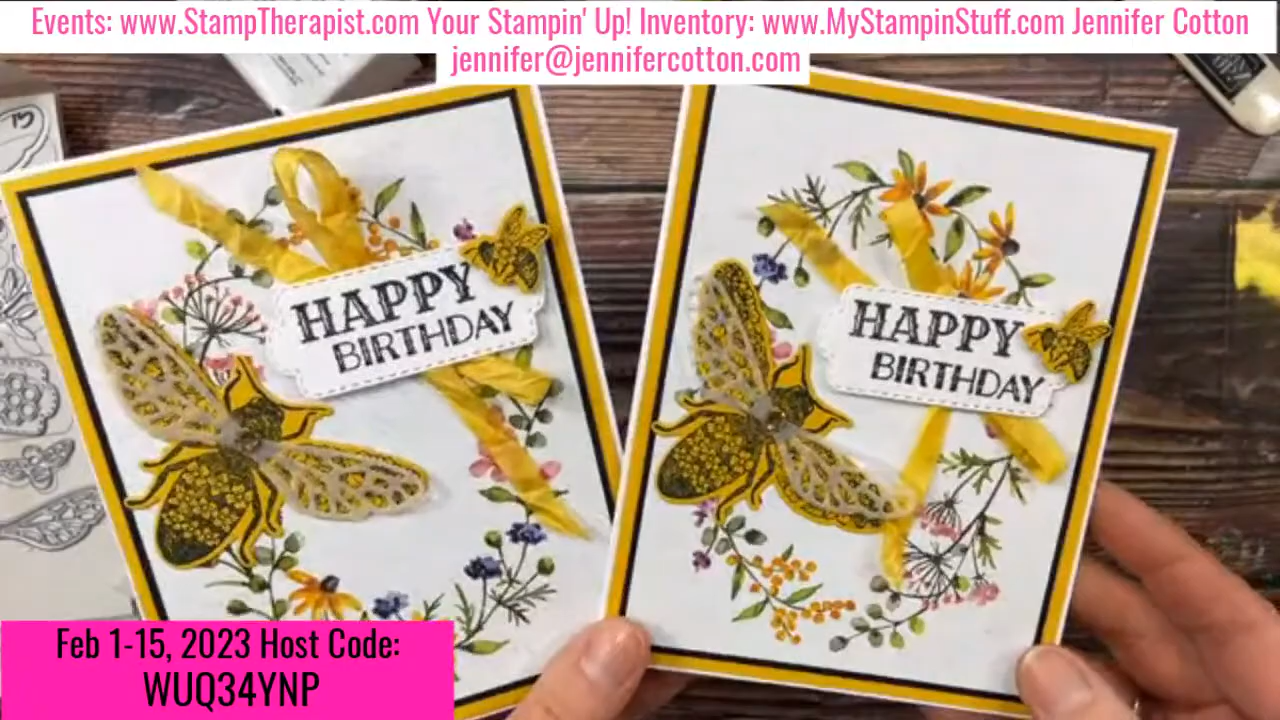 Events: www.StampTherapist.com Your Stampin' Up! Inventory: www.MyStampinStuff.com Jennifer Cotton
jennifer@jennifercotton.com
HAPPY
BIRTHDAY
HAPPY
BIRTHDAY
Feb 1-15, 2023 Host Code:
WUQ34YNP